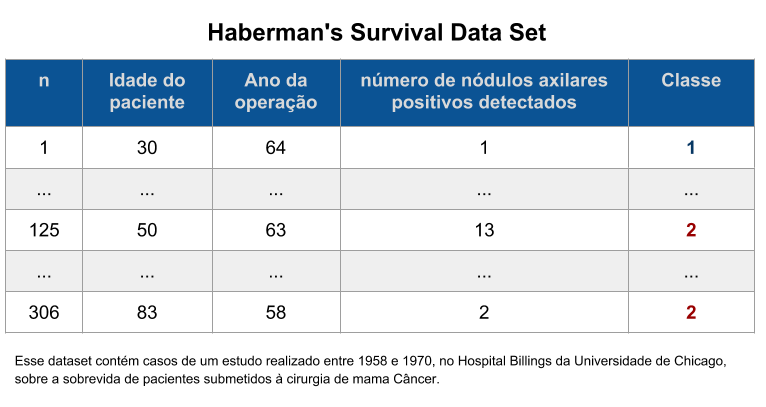 Haberman's Survival Data Set
n Idade do paciente Ano da operação número de nódulos axilares positivos detectados Classe
1 30 64 1 1
... ... ... ... ...
125 50 63 13 2
... ... ... ... ...
306 83 58 2 2
Esse dataset contém casos de um estudo realizado entre 1958 e 1970, no Hospital Billings da Universidade de Chicago,
sobre a sobrevida de pacientes submetidos à cirurgia de mama Câncer.